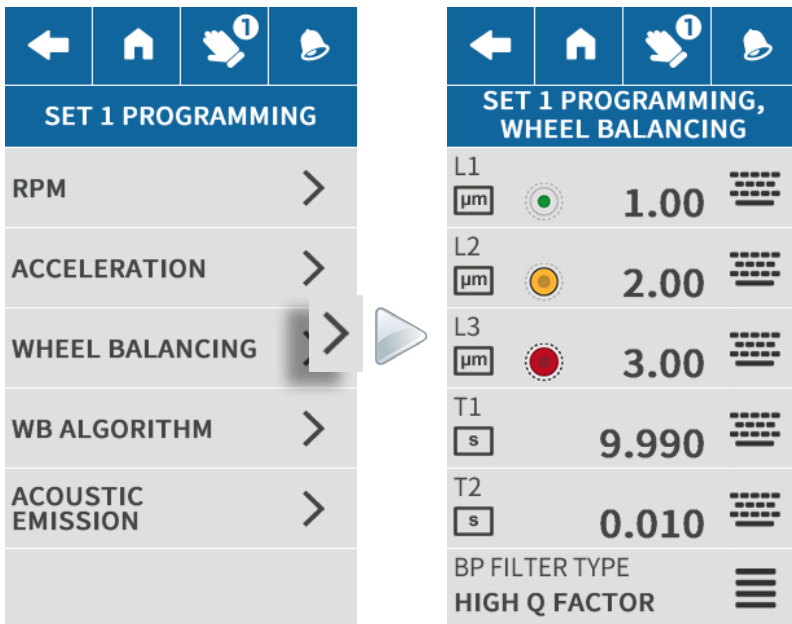 1
SET 1 PROGRAMMING
RPM
ACCELERATION
WHEEL BALANCING
WB ALGORITHM
ACOUSTIC
EMISSION
1
SET 1 PROGRAMMING,
WHEEL BALANCING
L1
µm 1.00
L2
µm 2.00
L3
µm 3.00
T1
s 9.990
T2
s 0.010
BP FILTER TYPE
HIGH Q FACTOR